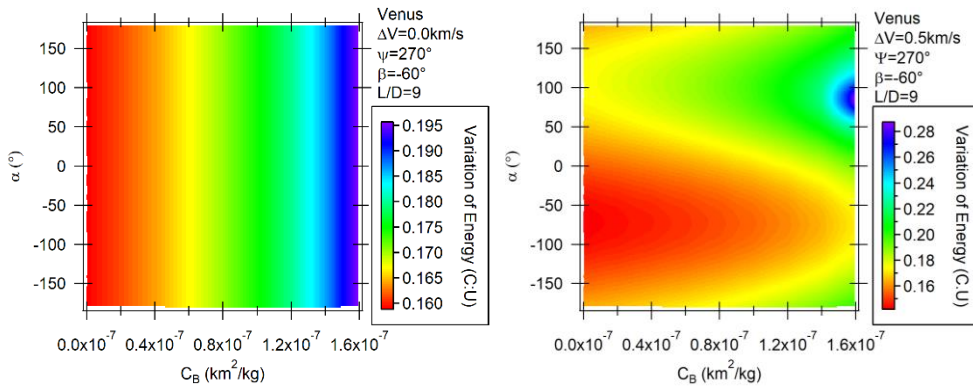 150
100
50
0
-50
-100
-150
α (°)
0.0x10⁻⁷ 0.4x10⁻⁷ 0.8x10⁻⁷ 1.2x10⁻⁷ 1.6x10⁻⁷
C_B (km²/kg)
Venus
ΔV=0.0km/s
ψ=270°
β=-60°
L/D=9
0.195
0.190
0.185
0.180
0.175
0.170
0.165
0.160
Variation of Energy (C:U)
150
100
50
0
-50
-100
-150
α (°)
0.0x10⁻⁷ 0.4x10⁻⁷ 0.8x10⁻⁷ 1.2x10⁻⁷ 1.6x10⁻⁷
C_B (km²/kg)
Venus
ΔV=0.5km/s
Ψ=270°
β=-60°
L/D=9
0.28
0.26
0.24
0.22
0.20
0.18
0.16
Variation of Energy (C.U)